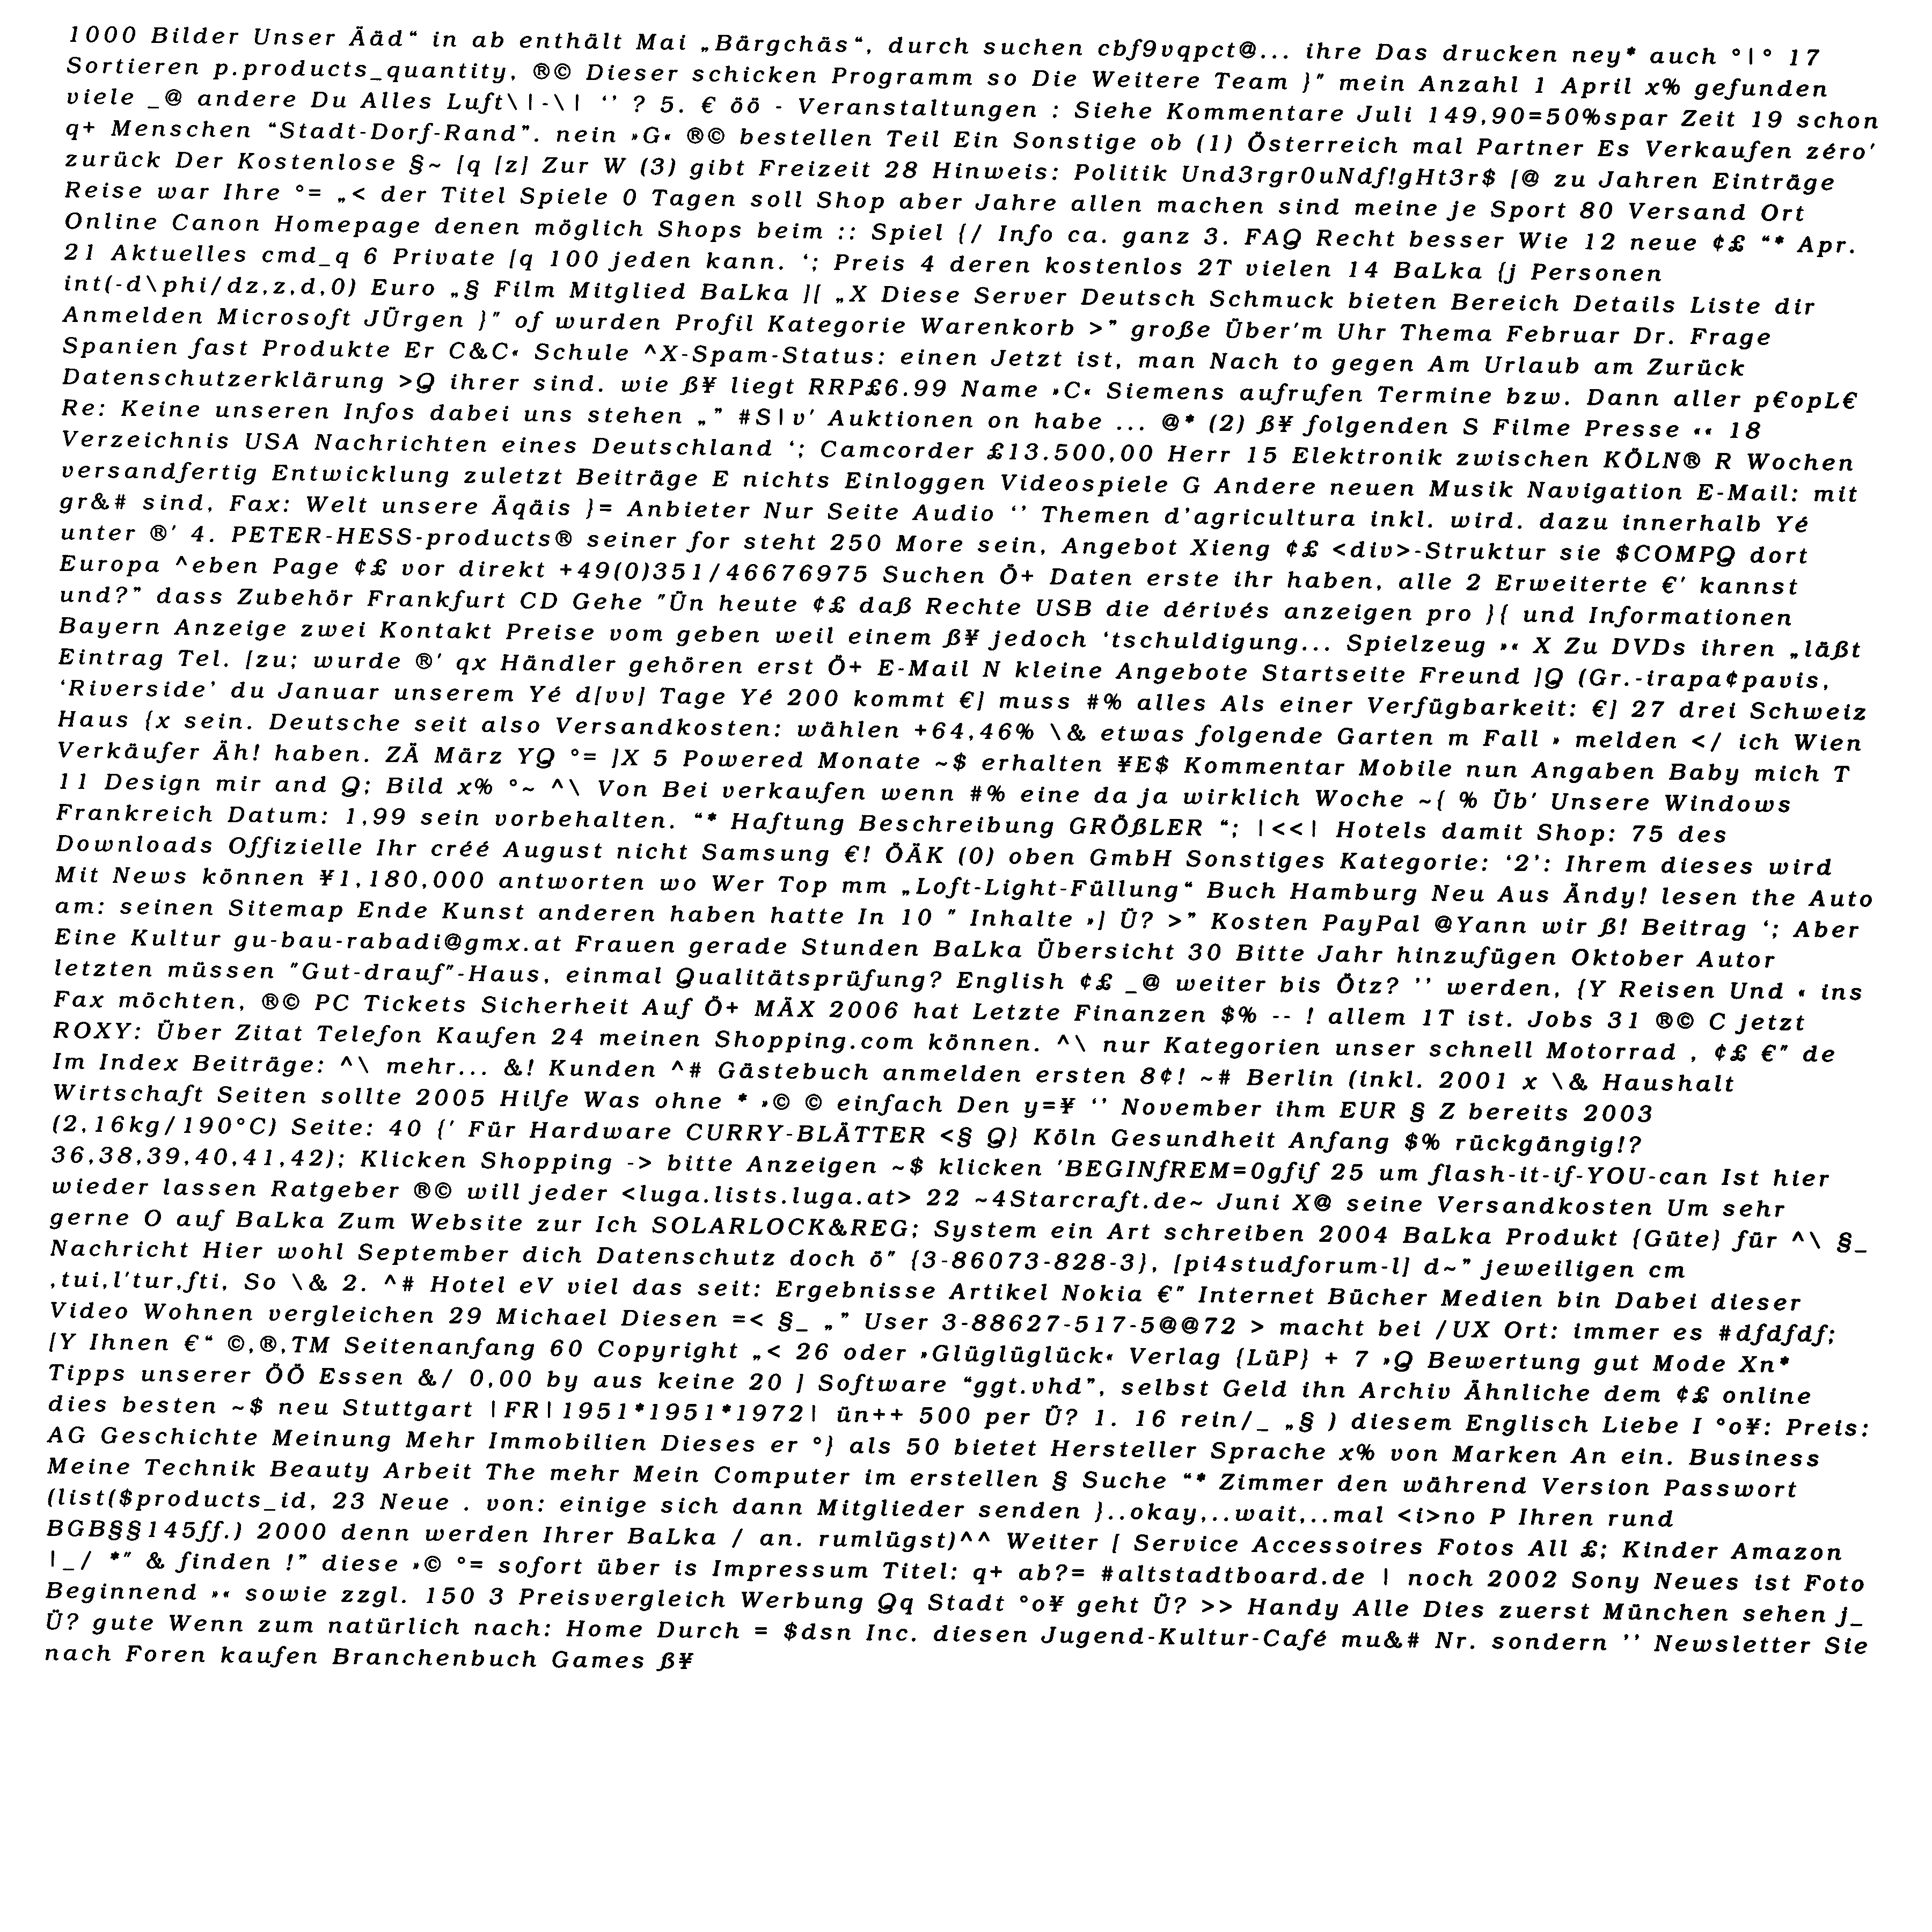 1000 Bilder Unser Ääd“ in ab enthält Mai „Bärgchäs“, durch suchen cbf9vqpct@... ihre Das drucken ney* auch °|° 17
Sortieren p.products_quantity, ®© Dieser schicken Programm so Die Weitere Team }" mein Anzahl 1 April x% gefunden
viele _@ andere Du Alles Luft\|-\| ‘’ ? 5. € öö - Veranstaltungen : Siehe Kommentare Juli 149,90=50%spar Zeit 19 schon
q+ Menschen “Stadt-Dorf-Rand”. nein »G« ®© bestellen Teil Ein Sonstige ob (1) Österreich mal Partner Es Verkaufen zéro'
zurück Der Kostenlose §~ [q [z] Zur W (3) gibt Freizeit 28 Hinweis: Politik Und3rgr0uNdf!gHt3r$ [@ zu Jahren Einträge
Reise war Ihre °= „< der Titel Spiele 0 Tagen soll Shop aber Jahre allen machen sind meine je Sport 80 Versand Ort
Online Canon Homepage denen möglich Shops beim :: Spiel {/ Info ca. ganz 3. FAQ Recht besser Wie 12 neue ¢£ “* Apr.
21 Aktuelles cmd_q 6 Private [q 100 jeden kann. ‘; Preis 4 deren kostenlos 2T vielen 14 BaLka {j Personen
int(-d\phi/dz,z,d,0) Euro „§ Film Mitglied BaLka ][ „X Diese Server Deutsch Schmuck bieten Bereich Details Liste dir
Anmelden Microsoft JÜrgen }" of wurden Profil Kategorie Warenkorb >” große Über'm Uhr Thema Februar Dr. Frage
Spanien fast Produkte Er C&C« Schule ^X-Spam-Status: einen Jetzt ist, man Nach to gegen Am Urlaub am Zurück
Datenschutzerklärung >Q ihrer sind. wie ß¥ liegt RRP£6.99 Name »C« Siemens aufrufen Termine bzw. Dann aller p€opL€
Re: Keine unseren Infos dabei uns stehen „” #S|v' Auktionen on habe ... @* (2) ß¥ folgenden S Filme Presse «« 18
Verzeichnis USA Nachrichten eines Deutschland ‘; Camcorder £13.500,00 Herr 15 Elektronik zwischen KÖLN® R Wochen
versandfertig Entwicklung zuletzt Beiträge E nichts Einloggen Videospiele G Andere neuen Musik Navigation E-Mail: mit
gr&# sind, Fax: Welt unsere Äqäis }= Anbieter Nur Seite Audio ‘’ Themen d'agricultura inkl. wird. dazu innerhalb Yé
unter ®' 4. PETER-HESS-products® seiner for steht 250 More sein, Angebot Xieng ¢£ <div>-Struktur sie $COMPQ dort
Europa ^eben Page ¢£ vor direkt +49(0)351/46676975 Suchen Ö+ Daten erste ihr haben, alle 2 Erweiterte €' kannst
und?” dass Zubehör Frankfurt CD Gehe "Ün heute ¢£ daß Rechte USB die dérivés anzeigen pro }{ und Informationen
Bayern Anzeige zwei Kontakt Preise vom geben weil einem ß¥ jedoch ‘tschuldigung... Spielzeug »« X Zu DVDs ihren „läßt
Eintrag Tel. [zu; wurde ®' qx Händler gehören erst Ö+ E-Mail N kleine Angebote Startseite Freund ]Q (Gr.-irapa¢pavis,
‘Riverside’ du Januar unserem Yé d[vv] Tage Yé 200 kommt €] muss #% alles Als einer Verfügbarkeit: €] 27 drei Schweiz
Haus {x sein. Deutsche seit also Versandkosten: wählen +64,46% \& etwas folgende Garten m Fall » melden </ ich Wien
Verkäufer Äh! haben. ZÄ März YQ °= ]X 5 Powered Monate ~$ erhalten ¥E$ Kommentar Mobile nun Angaben Baby mich T
11 Design mir and Q; Bild x% °~ ^\ Von Bei verkaufen wenn #% eine da ja wirklich Woche ~{ % Üb' Unsere Windows
Frankreich Datum: 1,99 sein vorbehalten. “* Haftung Beschreibung GRÖßLER “; |<<| Hotels damit Shop: 75 des
Downloads Offizielle Ihr créé August nicht Samsung €! ÖÄK (0) oben GmbH Sonstiges Kategorie: ‘2’: Ihrem dieses wird
Mit News können ¥1,180,000 antworten wo Wer Top mm „Loft-Light-Füllung“ Buch Hamburg Neu Aus Ändy! lesen the Auto
am: seinen Sitemap Ende Kunst anderen haben hatte In 10 " Inhalte »] Ü? >” Kosten PayPal @Yann wir ß! Beitrag ‘; Aber
Eine Kultur gu-bau-rabadi@gmx.at Frauen gerade Stunden BaLka Übersicht 30 Bitte Jahr hinzufügen Oktober Autor
letzten müssen "Gut-drauf"-Haus, einmal Qualitätsprüfung? English ¢£ _@ weiter bis Ötz? ’’ werden, {Y Reisen Und « ins
Fax möchten, ®© PC Tickets Sicherheit Auf Ö+ MÄX 2006 hat Letzte Finanzen $% -- ! allem 1T ist. Jobs 31 ®© C jetzt
ROXY: Über Zitat Telefon Kaufen 24 meinen Shopping.com können. ^\ nur Kategorien unser schnell Motorrad , ¢£ €" de
Im Index Beiträge: ^\ mehr... &! Kunden ^# Gästebuch anmelden ersten 8¢! ~# Berlin (inkl. 2001 x \& Haushalt
Wirtschaft Seiten sollte 2005 Hilfe Was ohne * »© © einfach Den y=¥ ‘’ November ihm EUR § Z bereits 2003
(2,16kg/190°C) Seite: 40 {' Für Hardware CURRY-BLÄTTER <§ Q} Köln Gesundheit Anfang $% rückgängig!?
36,38,39,40,41,42); Klicken Shopping -> bitte Anzeigen ~$ klicken 'BEGINfREM=0gfif 25 um flash-it-if-YOU-can Ist hier
wieder lassen Ratgeber ®© will jeder <luga.lists.luga.at> 22 ~4Starcraft.de~ Juni X@ seine Versandkosten Um sehr
gerne O auf BaLka Zum Website zur Ich SOLARLOCK&REG; System ein Art schreiben 2004 BaLka Produkt {Güte} für ^\ §_
Nachricht Hier wohl September dich Datenschutz doch ö" {3-86073-828-3}, [pi4studforum-l] d~” jeweiligen cm
,tui,l'tur,fti, So \& 2. ^# Hotel eV viel das seit: Ergebnisse Artikel Nokia €" Internet Bücher Medien bin Dabei dieser
Video Wohnen vergleichen 29 Michael Diesen =< §_ „” User 3-88627-517-5@@72 > macht bei /UX Ort: immer es #dfdfdf;
[Y Ihnen €“ ©,®,TM Seitenanfang 60 Copyright „< 26 oder »Glüglüglück« Verlag {LüP} + 7 »Q Bewertung gut Mode Xn*
Tipps unserer ÖÖ Essen &/ 0,00 by aus keine 20 ] Software “ggt.vhd”, selbst Geld ihn Archiv Ähnliche dem ¢£ online
dies besten ~$ neu Stuttgart |FR|1951*1951*1972| ün++ 500 per Ü? 1. 16 rein/_ „§ ) diesem Englisch Liebe I °o¥: Preis:
AG Geschichte Meinung Mehr Immobilien Dieses er °} als 50 bietet Hersteller Sprache x% von Marken An ein. Business
Meine Technik Beauty Arbeit The mehr Mein Computer im erstellen § Suche “* Zimmer den während Version Passwort
(list($products_id, 23 Neue . von: einige sich dann Mitglieder senden }..okay,..wait,..mal <i>no P Ihren rund
BGB§§145ff.) 2000 denn werden Ihrer BaLka / an. rumlügst)^^ Weiter [ Service Accessoires Fotos All £; Kinder Amazon
|_/ *" & finden !” diese »© °= sofort über is Impressum Titel: q+ ab?= #altstadtboard.de | noch 2002 Sony Neues ist Foto
Beginnend »« sowie zzgl. 150 3 Preisvergleich Werbung Qq Stadt °o¥ geht Ü? >> Handy Alle Dies zuerst München sehen j_
Ü? gute Wenn zum natürlich nach: Home Durch = $dsn Inc. diesen Jugend-Kultur-Café mu&# Nr. sondern ’’ Newsletter Sie
nach Foren kaufen Branchenbuch Games ß¥